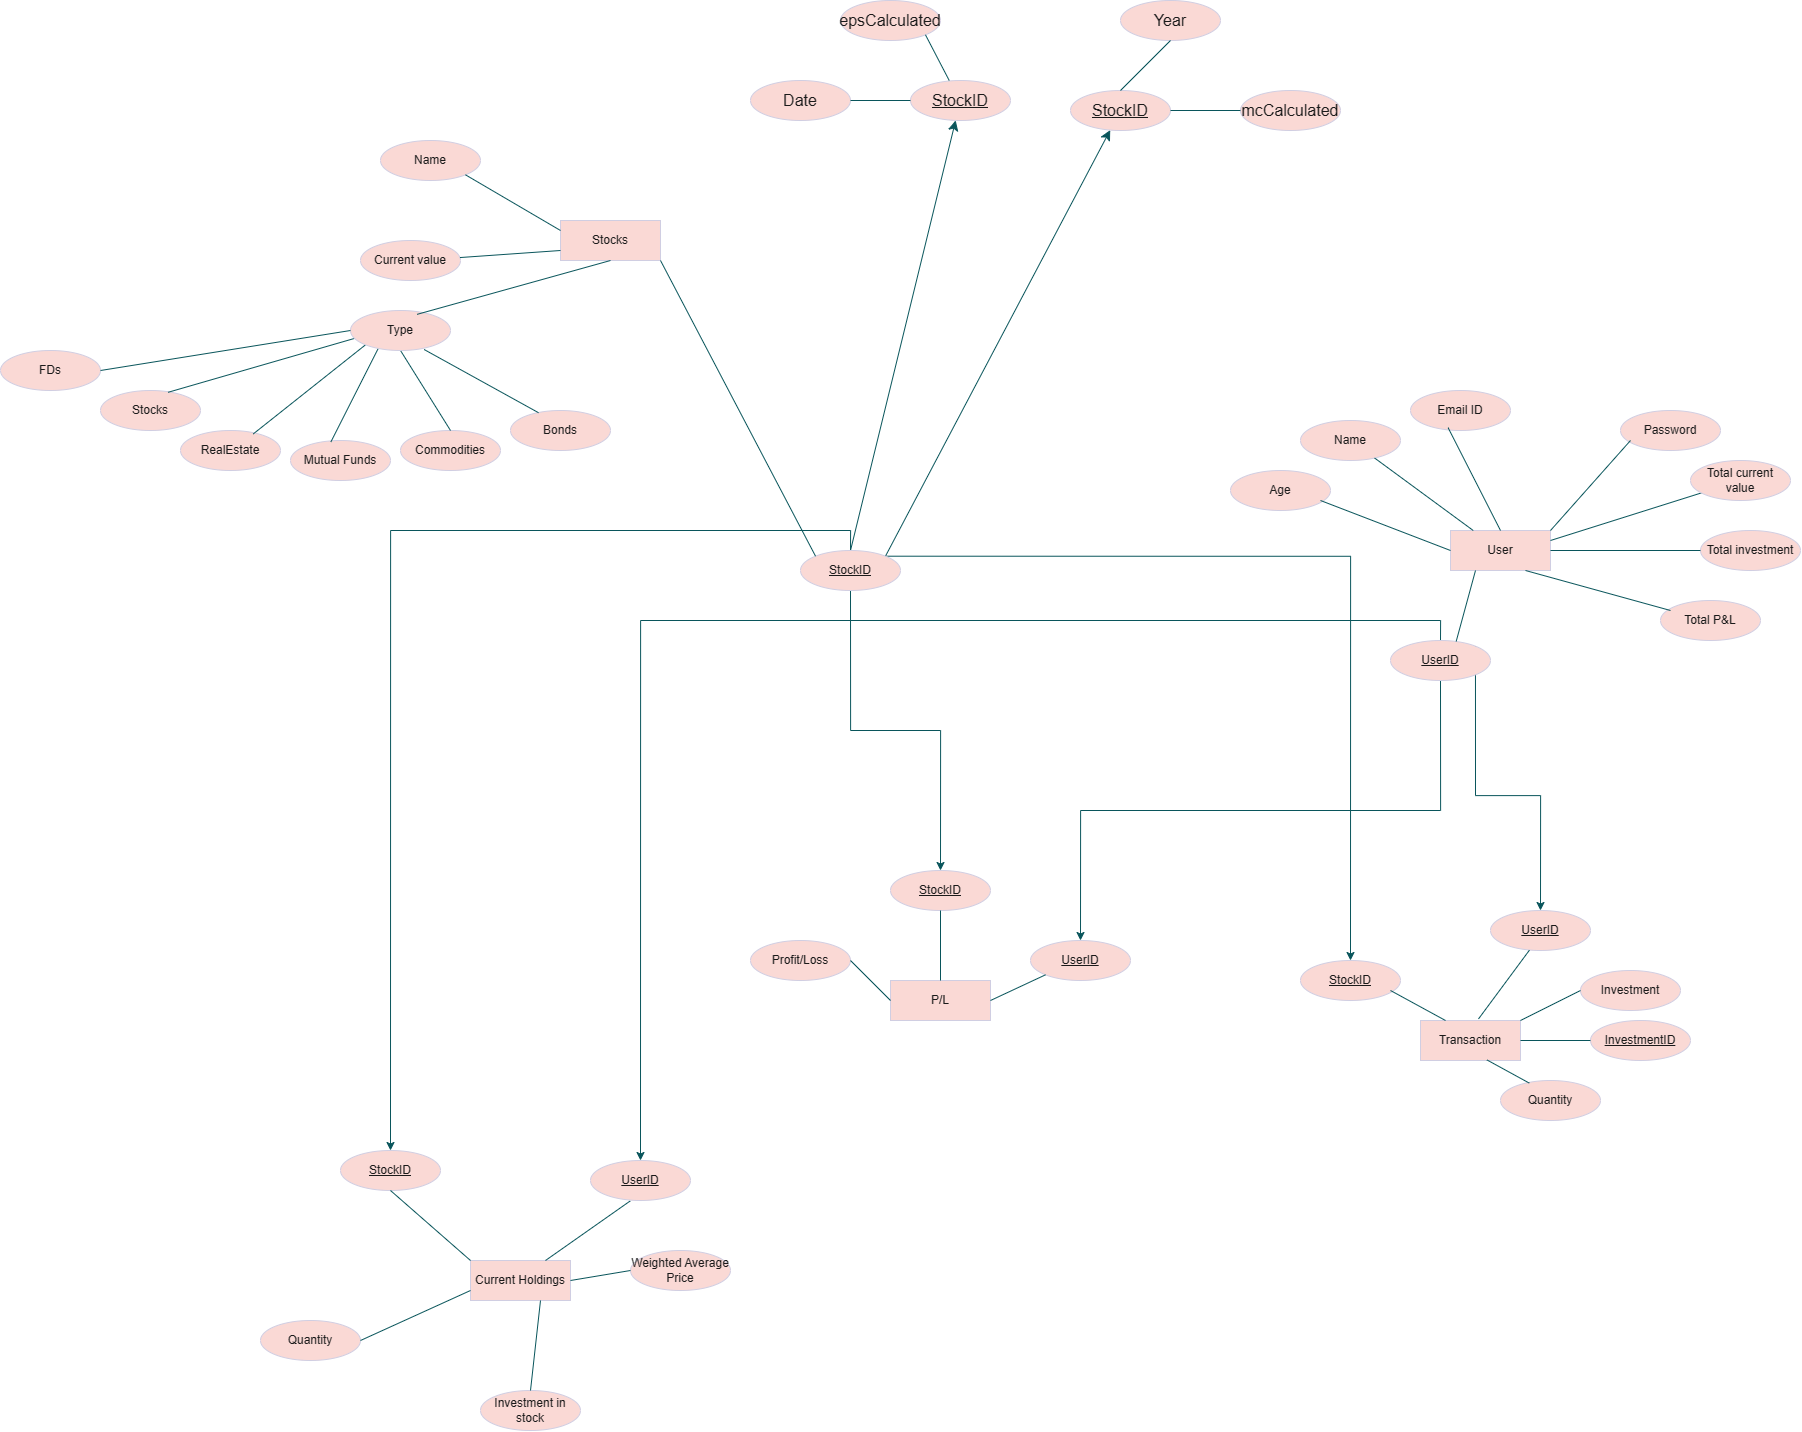 epsCalculated
Year
Date
StockID
StockID
mcCalculated
Name
Stocks
Current value
Type
FDs
Stocks
RealEstate
Mutual Funds
Commodities
Bonds
Email ID
Name
Password
Age
Total current
value
User
Total investment
StockID
Total P&L
UserID
StockID
Profit/Loss
UserID
P/L
UserID
StockID
Investment
Transaction
InvestmentID
Quantity
StockID
UserID
Weighted Average
Price
Current Holdings
Quantity
Investment in
stock